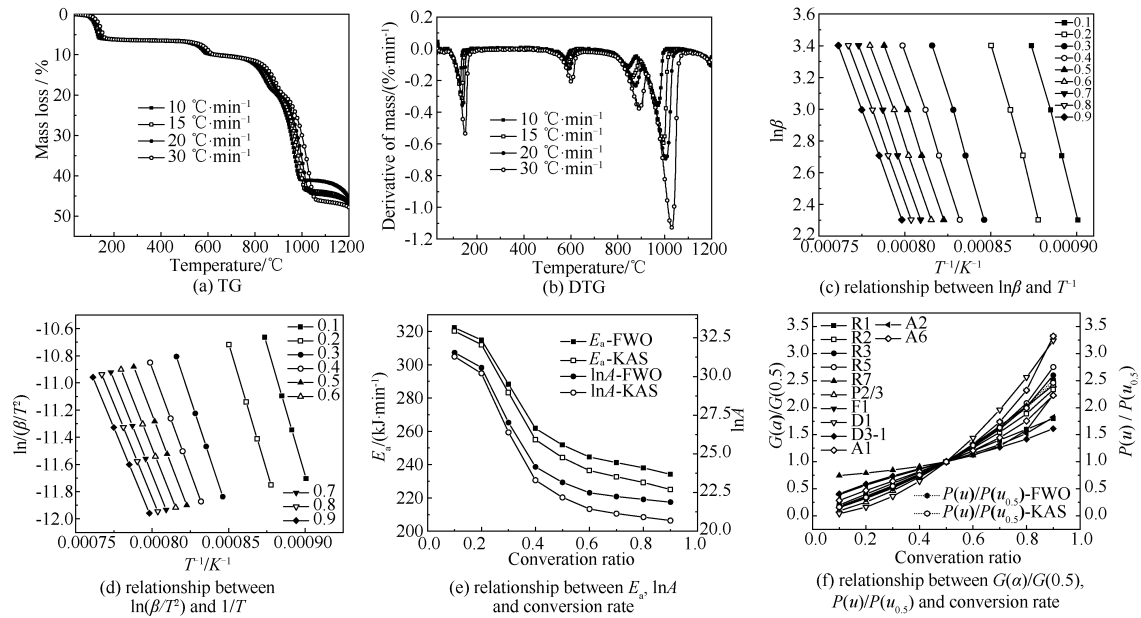 0
10
20
30
40
50
Mass loss / %
10 ℃·min⁻¹
15 ℃·min⁻¹
20 ℃·min⁻¹
30 ℃·min⁻¹
200 400 600 800 1000 1200
Temperature/℃
(a) TG
0.2
0.0
-0.2
-0.4
-0.6
-0.8
-1.0
-1.2
Derivative of mass/(%·min⁻¹)
10 ℃·min⁻¹
15 ℃·min⁻¹
20 ℃·min⁻¹
30 ℃·min⁻¹
200 400 600 800 1000 1200
Temperature/℃
(b) DTG
3.6
3.4
3.2
3.0
2.8
2.6
2.4
2.2
lnβ
0.1
0.2
0.3
0.4
0.5
0.6
0.7
0.8
0.9
0.00075 0.00080 0.00085 0.00090
T⁻¹/K⁻¹
(c) relationship between lnβ and T⁻¹
-10.6
-10.8
-11.0
-11.2
-11.4
-11.6
-11.8
-12.0
ln(β/T²)
0.1
0.2
0.3
0.4
0.5
0.6
0.7
0.8
0.9
0.00075 0.00080 0.00085 0.00090
T⁻¹/K⁻¹
(d) relationship between
ln(β/T²) and 1/T
320
300
280
260
240
220
200
Eₐ/(kJ·min⁻¹)
Eₐ-FWO
Eₐ-KAS
lnA-FWO
lnA-KAS
33.0
31.5
30.0
28.5
27.0
25.5
24.0
22.5
21.0
20.0
lnA
0.0 0.2 0.4 0.6 0.8 1.0
Converation ratio
(e) relationship between Eₐ, lnA
and conversion rate
3.5
3.0
2.5
2.0
1.5
1.0
0.5
0.0
G(a)/G(0.5)
R1
R2
R3
R5
R7
P2/3
F1
D1
D3-1
A1
A2
A6
P(u)/P(u₀.₅)-FWO
P(u)/P(u₀.₅)-KAS
3.5
3.0
2.5
2.0
1.5
1.0
0.5
0.0
P(u) / P(u₀.₅)
0.0 0.2 0.4 0.6 0.8 1.0
Converation ratio
(f) relationship between G(α)/G(0.5),
P(u)/P(u₀.₅) and conversion rate